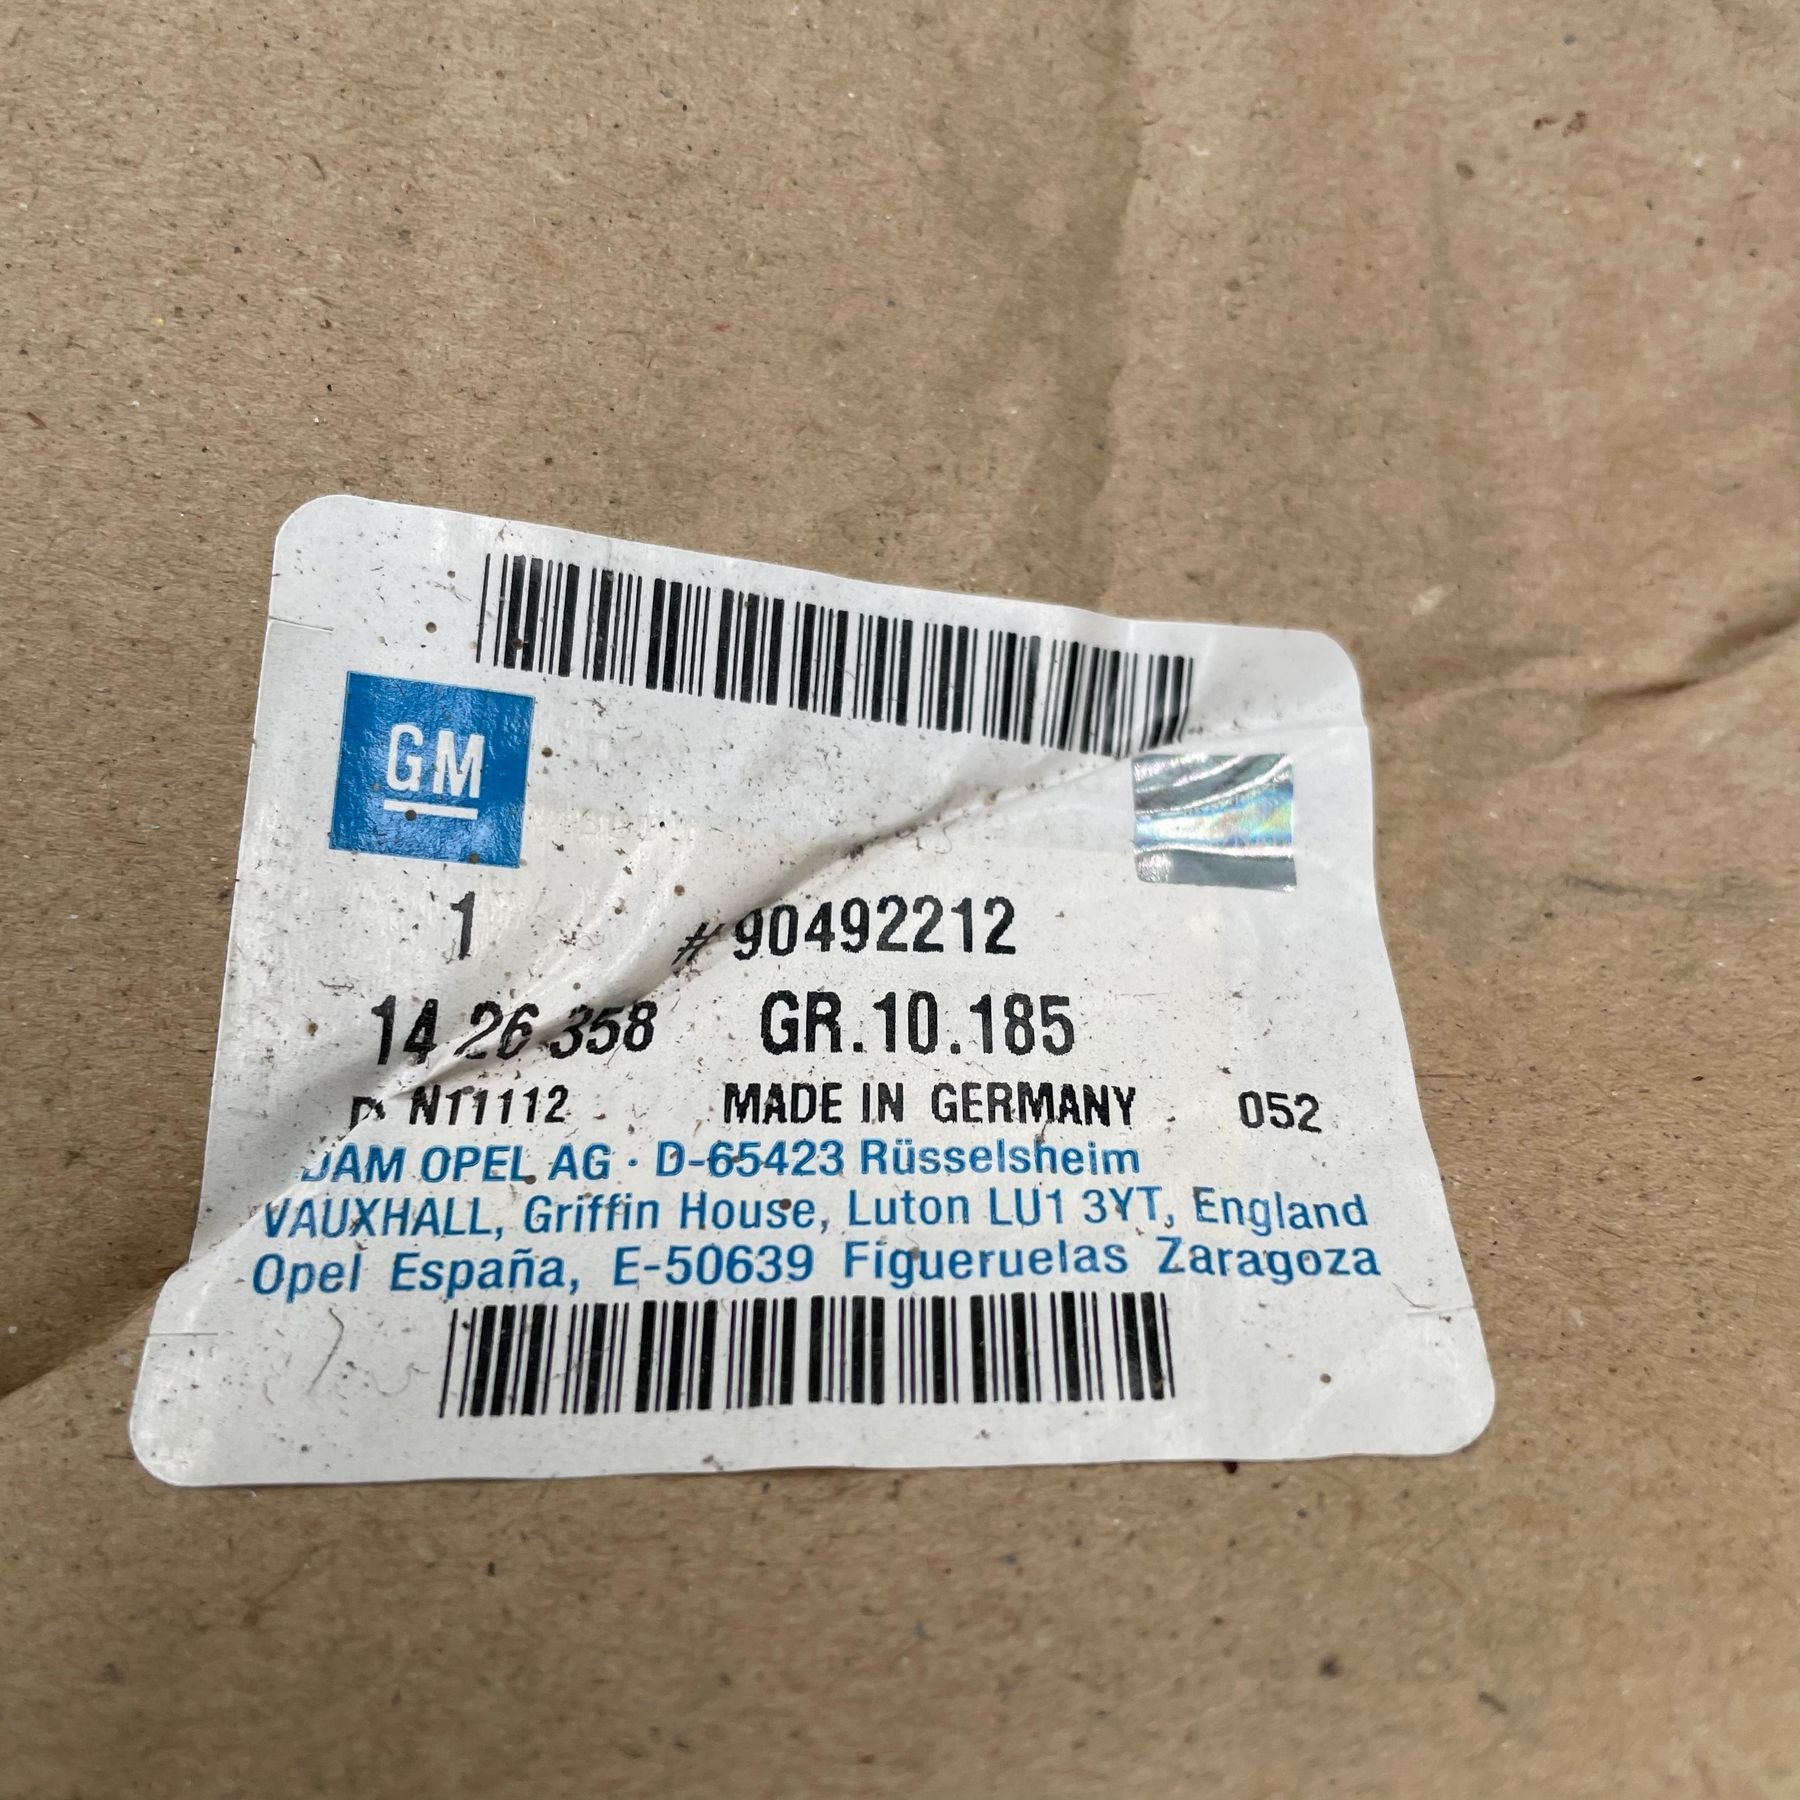 GM
1 #90492212
14 26 358 GR.10.185
N11112 MADE IN GERMANY 052
DAM OPEL AG · D-65423 Rüsselsheim
VAUXHALL, Griffin House, Luton LU1 3YT, England
Opel España, E-50639 Figueruelas Zaragoza